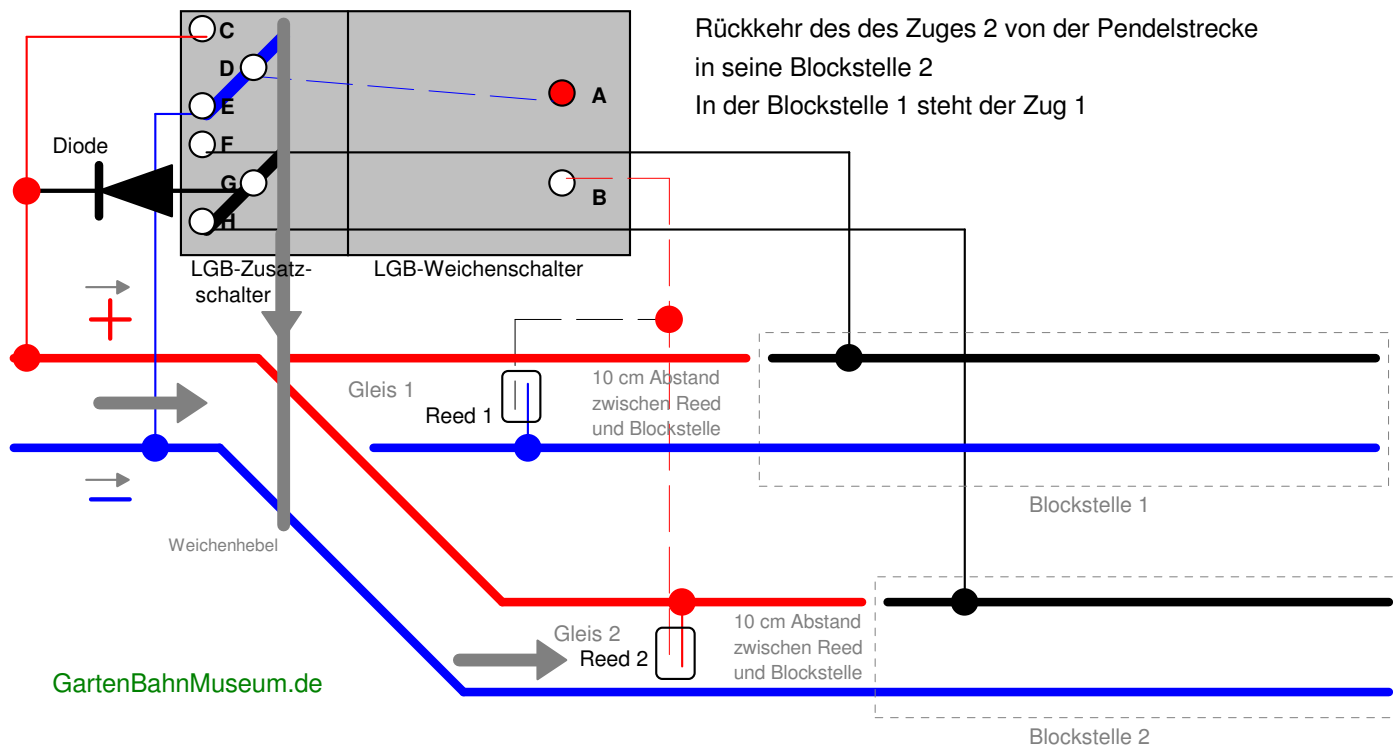 Rückkehr des des Zuges 2 von der Pendelstrecke
in seine Blockstelle 2
In der Blockstelle 1 steht der Zug 1
C
D
A
E
F
Diode
G
B
H
LGB-Zusatz-
schalter
LGB-Weichenschalter
+
Gleis 1
10 cm Abstand
zwischen Reed
und Blockstelle
Reed 1
–
Blockstelle 1
Weichenhebel
10 cm Abstand
zwischen Reed
und Blockstelle
Gleis 2
Reed 2
GartenBahnMuseum.de
Blockstelle 2